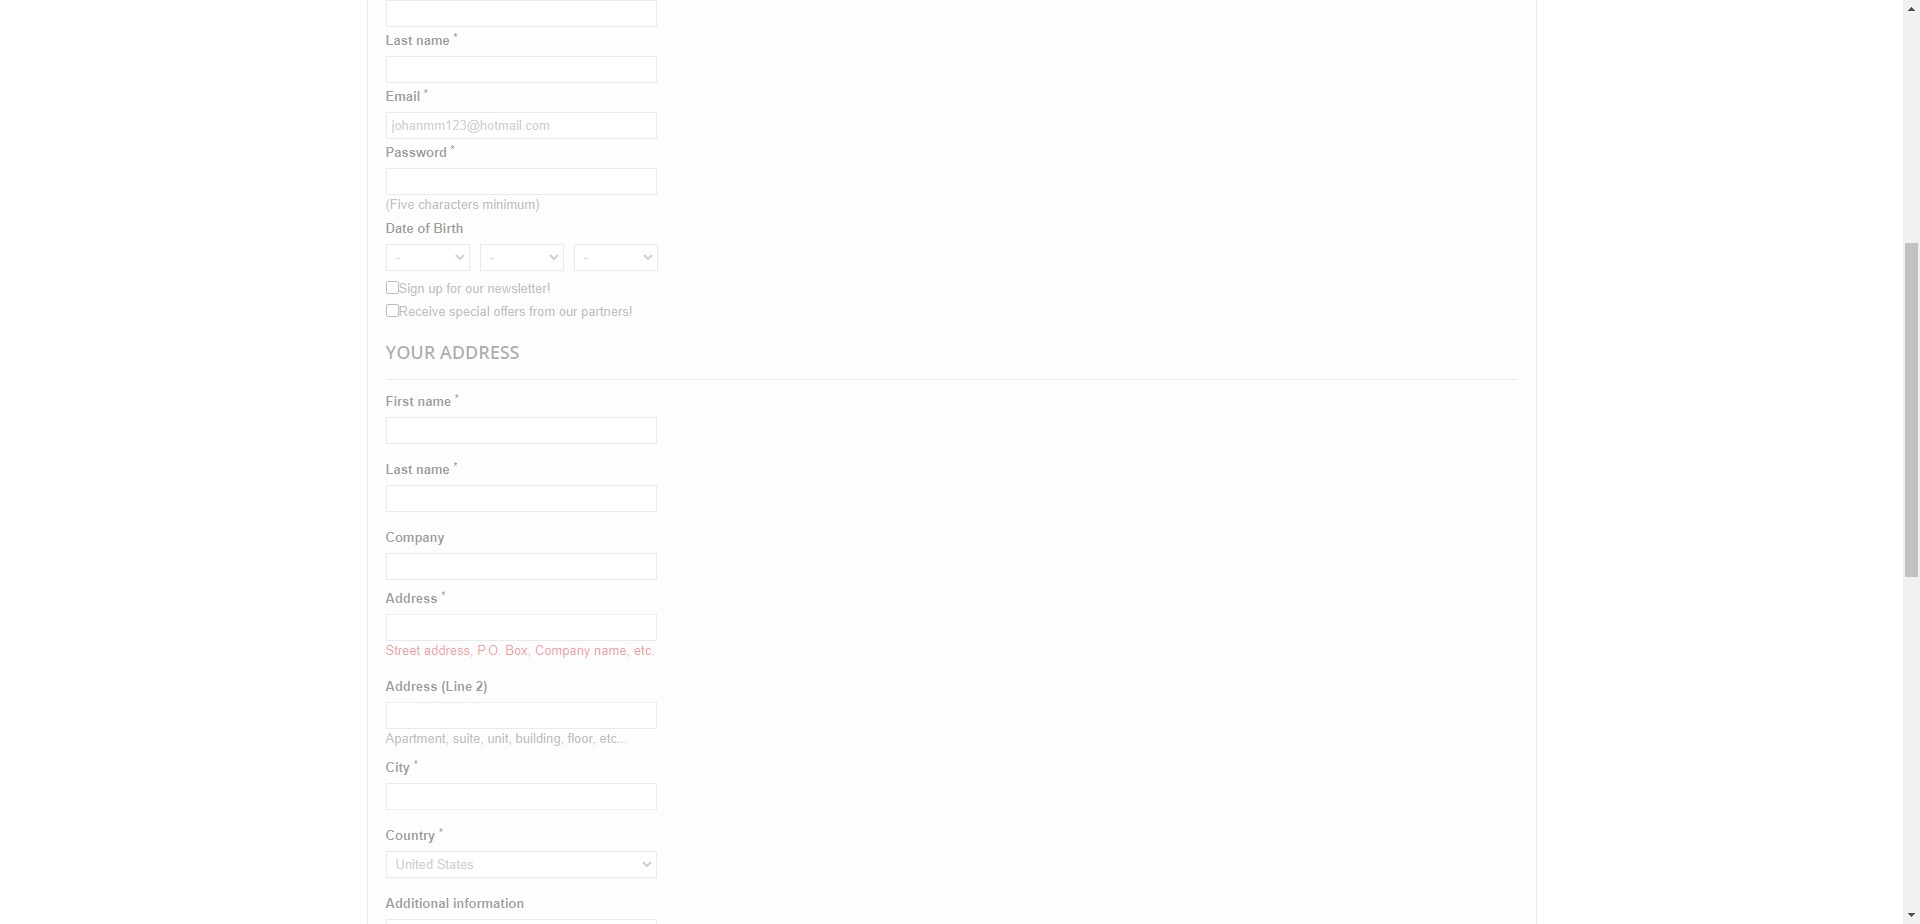 Last name *
Email *
johanmm123@hotmail.com
Password *
(Five characters minimum)
Date of Birth
- - -
Sign up for our newsletter!
Receive special offers from our partners!
YOUR ADDRESS
First name *
Last name *
Company
Address *
Street address, P.O. Box, Company name, etc.
Address (Line 2)
Apartment, suite, unit, building, floor, etc...
City *
Country *
United States
Additional information